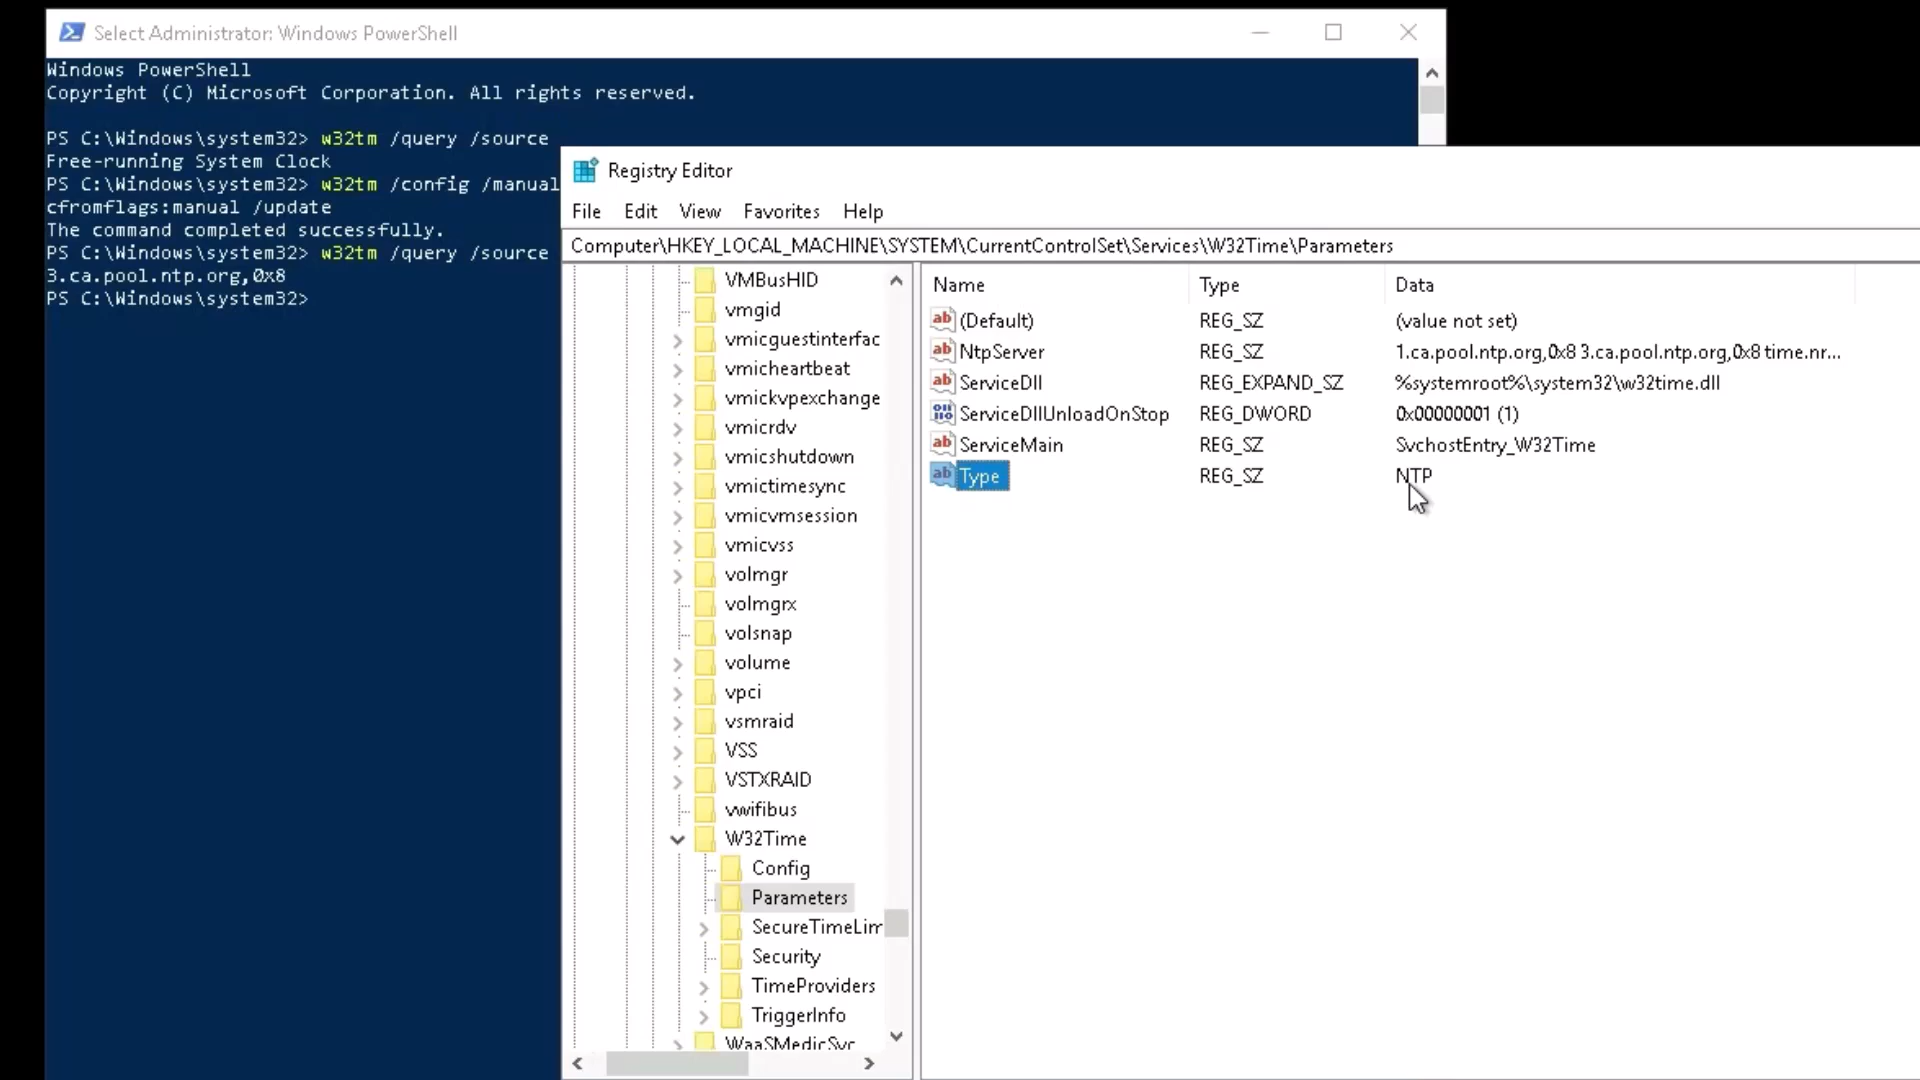 Select Administrator: Windows PowerShell
Windows PowerShell
Copyright (C) Microsoft Corporation. All rights reserved.
PS C:\Windows\system32> w32tm /query /source
Free-running System Clock
PS C:\Windows\system32> w32tm /config /manual
cfromflags:manual /update
The command completed successfully.
PS C:\Windows\system32> w32tm /query /source
3.ca.pool.ntp.org,0x8
PS C:\Windows\system32>
Registry Editor
File Edit View Favorites Help
Computer\HKEY_LOCAL_MACHINE\SYSTEM\CurrentControlSet\Services\W32Time\Parameters
VMBusHID
vmgid
vmicguestinterfac
vmicheartbeat
vmickvpexchange
vmicrdv
vmicshutdown
vmictimesync
vmicvmsession
vmicvss
volmgr
volmgrx
volsnap
volume
vpci
vsmraid
VSS
VSTXRAID
vwifibus
W32Time
Config
Parameters
SecureTimeLim
Security
TimeProviders
TriggerInfo
WaaSMedicSvc
Name Type Data
(Default) REG_SZ (value not set)
NtpServer REG_SZ 1.ca.pool.ntp.org,0x8 3.ca.pool.ntp.org,0x8 time.nr...
ServiceDll REG_EXPAND_SZ %systemroot%\system32\w32time.dll
ServiceDllUnloadOnStop REG_DWORD 0x00000001 (1)
ServiceMain REG_SZ SvchostEntry_W32Time
Type REG_SZ NTP